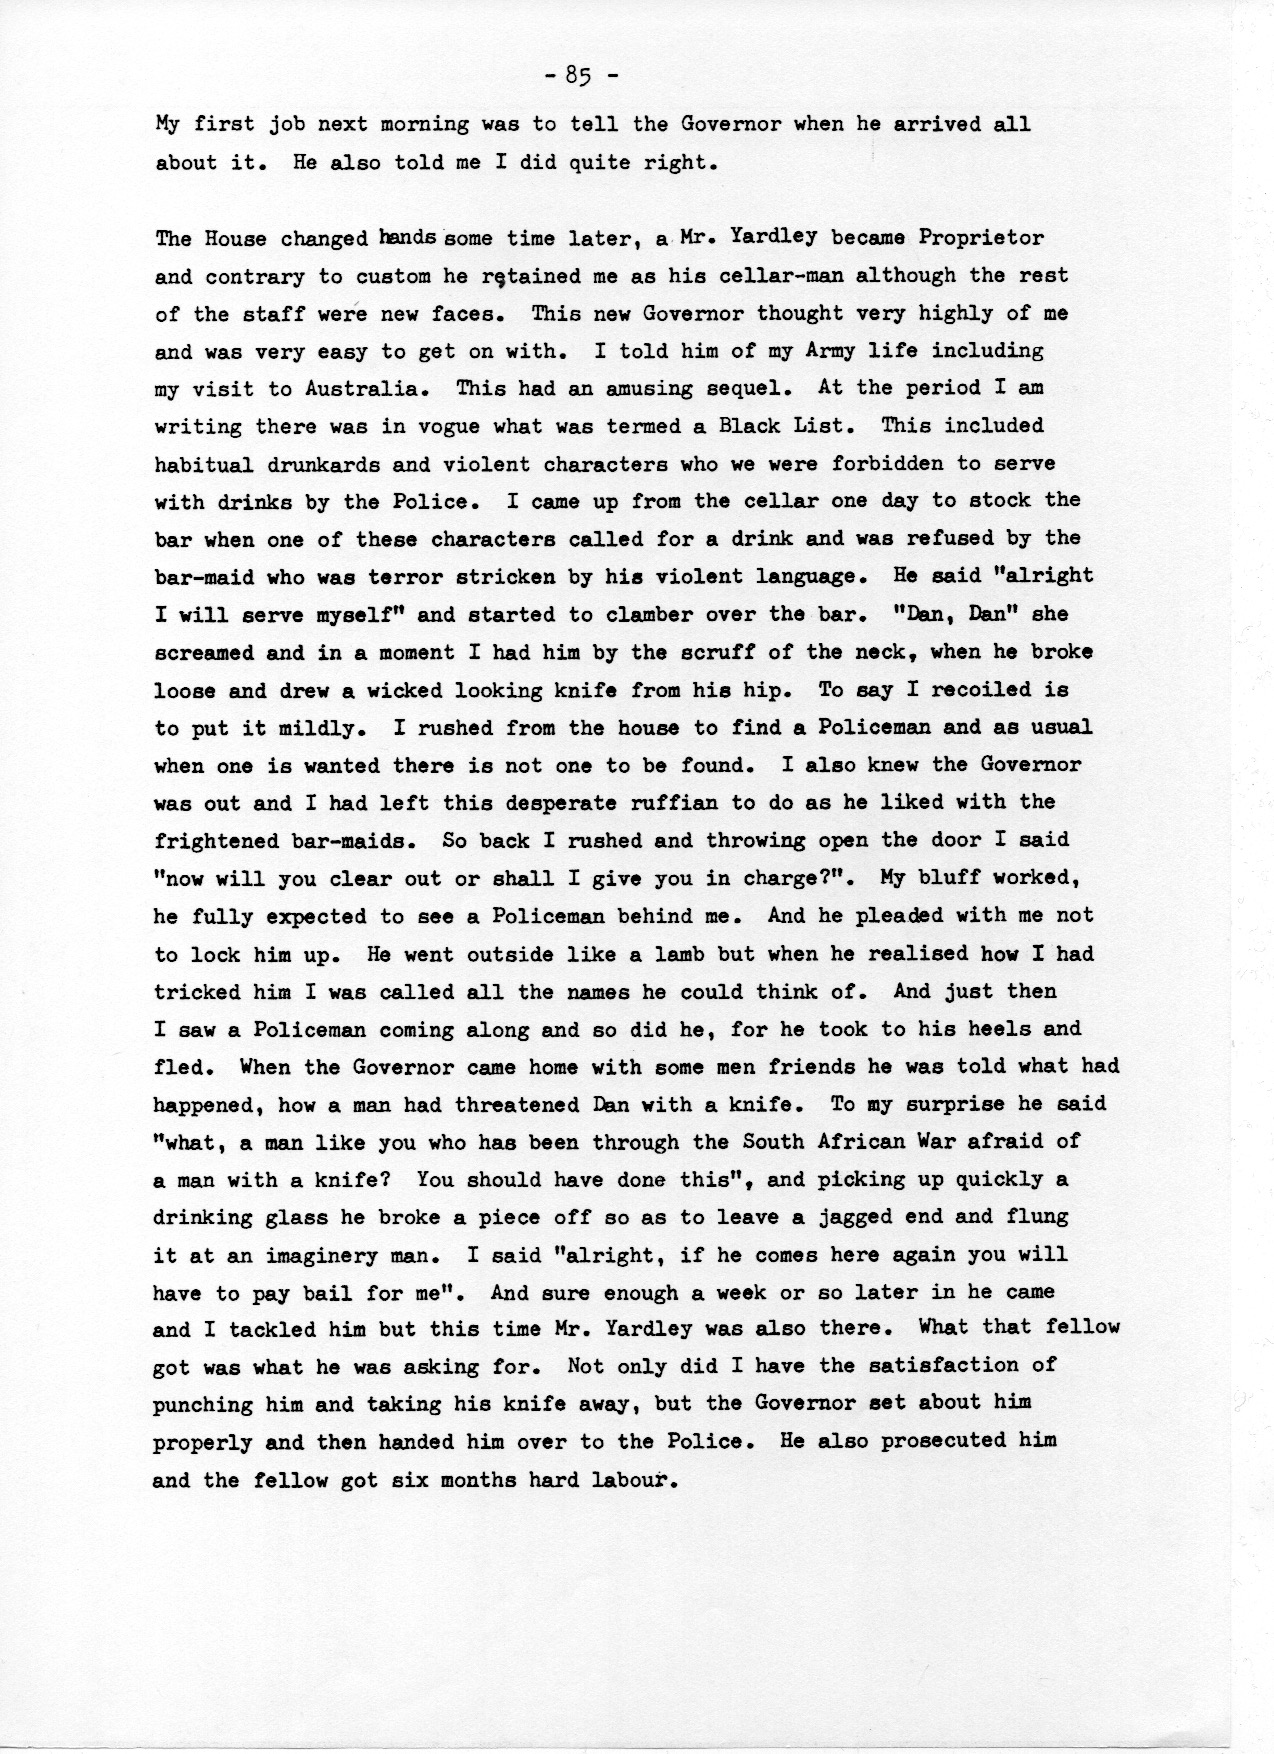 - 85 -
My first job next morning was to tell the Governor when he arrived all
about it.  He also told me I did quite right.
The House changed hands some time later, a Mr. Yardley became Proprietor
and contrary to custom he retained me as his cellar-man although the rest
of the staff were new faces.  This new Governor thought very highly of me
and was very easy to get on with.  I told him of my Army life including
my visit to Australia.  This had an amusing sequel.  At the period I am
writing there was in vogue what was termed a Black List.  This included
habitual drunkards and violent characters who we were forbidden to serve
with drinks by the Police.  I came up from the cellar one day to stock the
bar when one of these characters called for a drink and was refused by the
bar-maid who was terror stricken by his violent language.  He said "alright
I will serve myself" and started to clamber over the bar.  "Dan, Dan" she
screamed and in a moment I had him by the scruff of the neck, when he broke
loose and drew a wicked looking knife from his hip.  To say I recoiled is
to put it mildly.  I rushed from the house to find a Policeman and as usual
when one is wanted there is not one to be found.  I also knew the Governor
was out and I had left this desperate ruffian to do as he liked with the
frightened bar-maids.  So back I rushed and throwing open the door I said
"now will you clear out or shall I give you in charge?".  My bluff worked,
he fully expected to see a Policeman behind me.  And he pleaded with me not
to lock him up.  He went outside like a lamb but when he realised how I had
tricked him I was called all the names he could think of.  And just then
I saw a Policeman coming along and so did he, for he took to his heels and
fled.  When the Governor came home with some men friends he was told what had
happened, how a man had threatened Dan with a knife.  To my surprise he said
"what, a man like you who has been through the South African War afraid of
a man with a knife?  You should have done this", and picking up quickly a
drinking glass he broke a piece off so as to leave a jagged end and flung
it at an imaginery man.  I said "alright, if he comes here again you will
have to pay bail for me".  And sure enough a week or so later in he came
and I tackled him but this time Mr. Yardley was also there.  What that fellow
got was what he was asking for.  Not only did I have the satisfaction of
punching him and taking his knife away, but the Governor set about him
properly and then handed him over to the Police.  He also prosecuted him
and the fellow got six months hard labour.